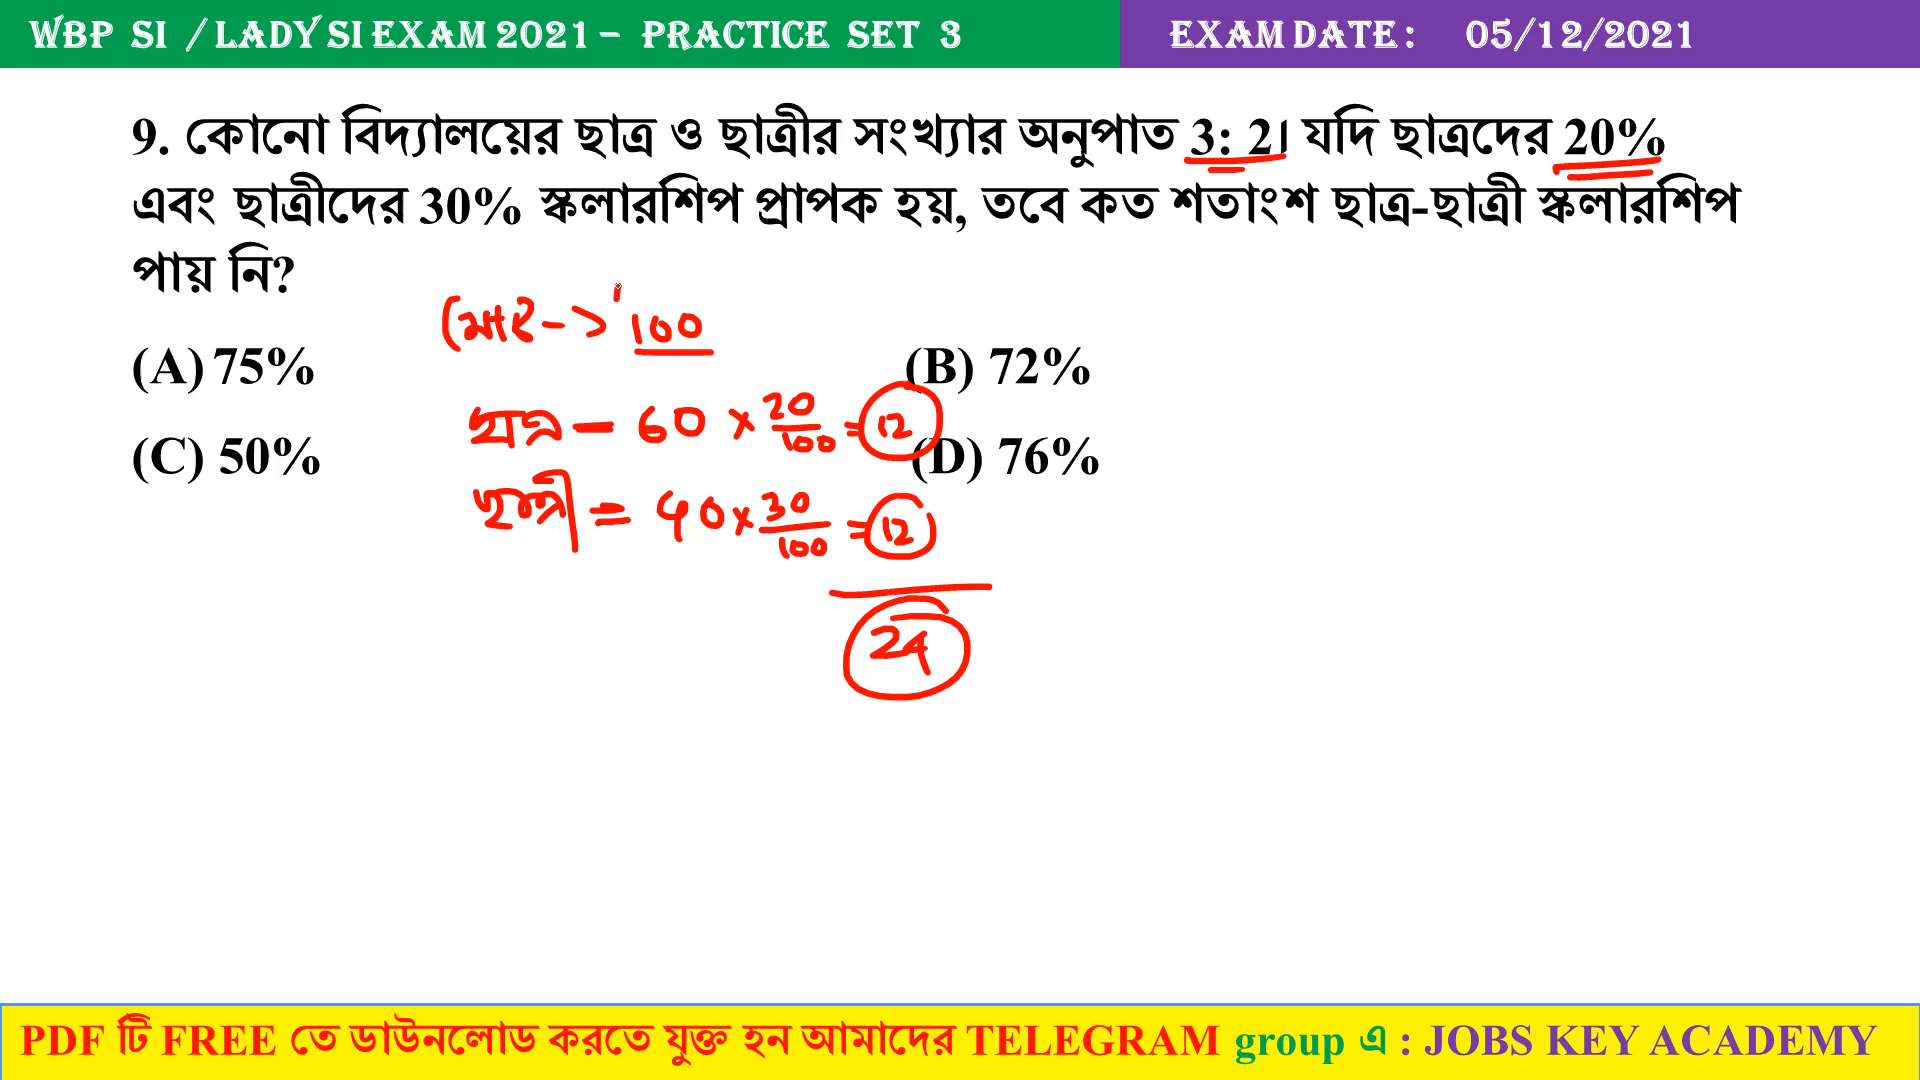 WBP SI / LADY SI EXAM 2021 – PRACTICE SET 3 EXAM DATE : 05/12/2021
9. কোনো বিদ্যালয়ের ছাত্র ও ছাত্রীর সংখ্যার অনুপাত 3: 2। যদি ছাত্রদের 20%
এবং ছাত্রীদের 30% স্কলারশিপ প্রাপক হয়, তবে কত শতাংশ ছাত্র-ছাত্রী স্কলারশিপ
পায় নি?
মোট -> 100
(A) 75% (B) 72%
ছাত্র – 60 × 20/100 = 12
(C) 50% (D) 76%
ছাত্রী = 40 × 30/100 = 12
24
PDF টি FREE তে ডাউনলোড করতে যুক্ত হন আমাদের TELEGRAM group এ : JOBS KEY ACADEMY